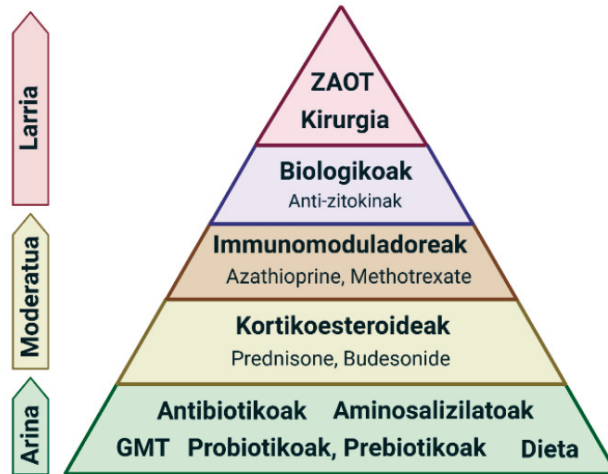 ZAOT
Kirurgia
Larria
Biologikoak
Anti-zitokinak
Immunomoduladoreak
Azathioprine, Methotrexate
Moderatua
Kortikoesteroideak
Prednisone, Budesonide
Arina
Antibiotikoak Aminosalizilatoak
GMT Probiotikoak, Prebiotikoak Dieta